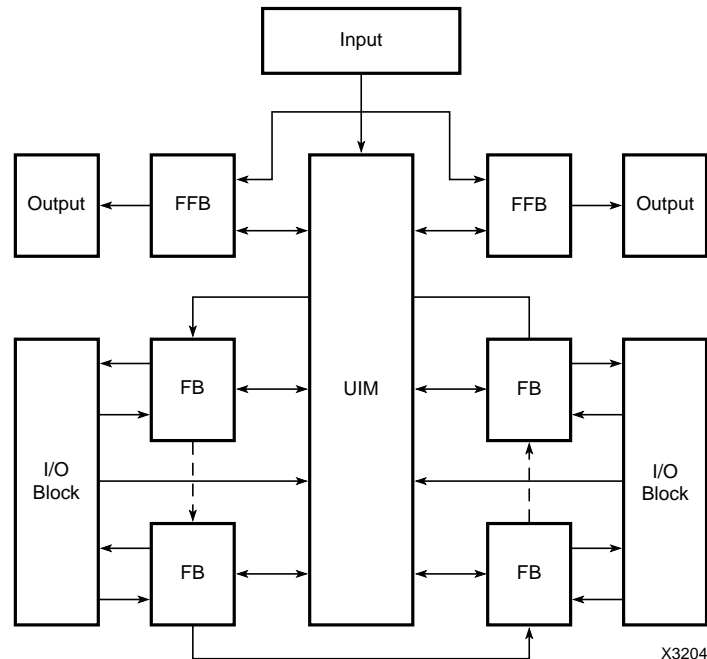 Input
Output
FFB
FFB
Output
FB
UIM
FB
I/O
Block
I/O
Block
FB
FB
X3204